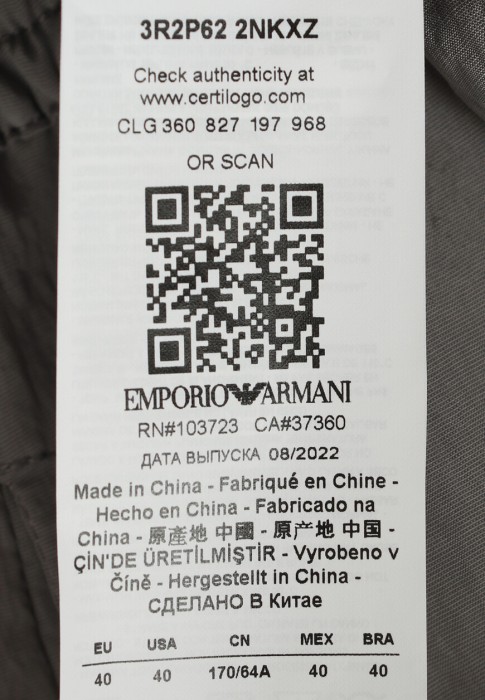 3R2P62 2NKXZ
Check authenticity at
www.certilogo.com
CLG 360 827 197 968
OR SCAN
EMPORIO ARMANI
RN#103723 CA#37360
ДАТА ВЫПУСКА 08/2022
Made in China - Fabriqué en Chine -
Hecho en China - Fabricado na
China - 原產地 中國 - 原产地 中国 -
ÇİN'DE ÜRETİLMİŞTİR - Vyrobeno v
Číně - Hergestellt in China -
СДЕЛАНО В Китае
EU USA CN MEX BRA
40 40 170/64A 40 40